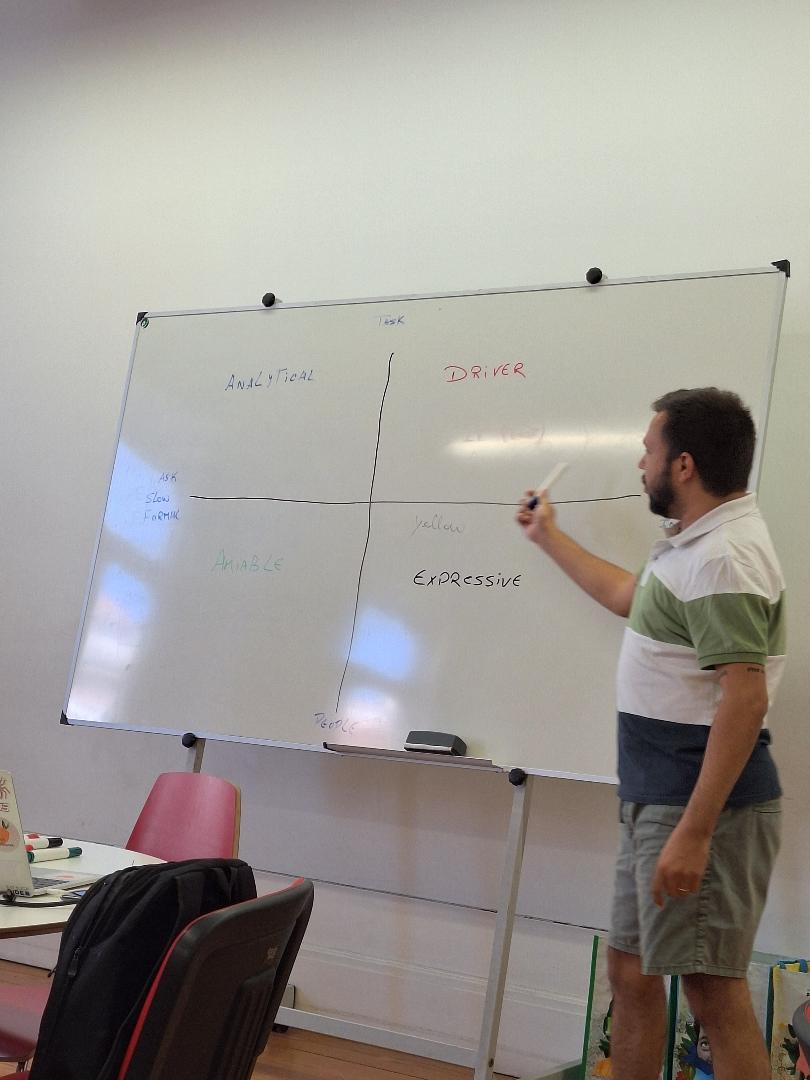 TASK
ANALYTICAL
DRIVER
ASK
SLOW
FORMAL
yellow
AMIABLE
EXPRESSIVE
PEOPLE